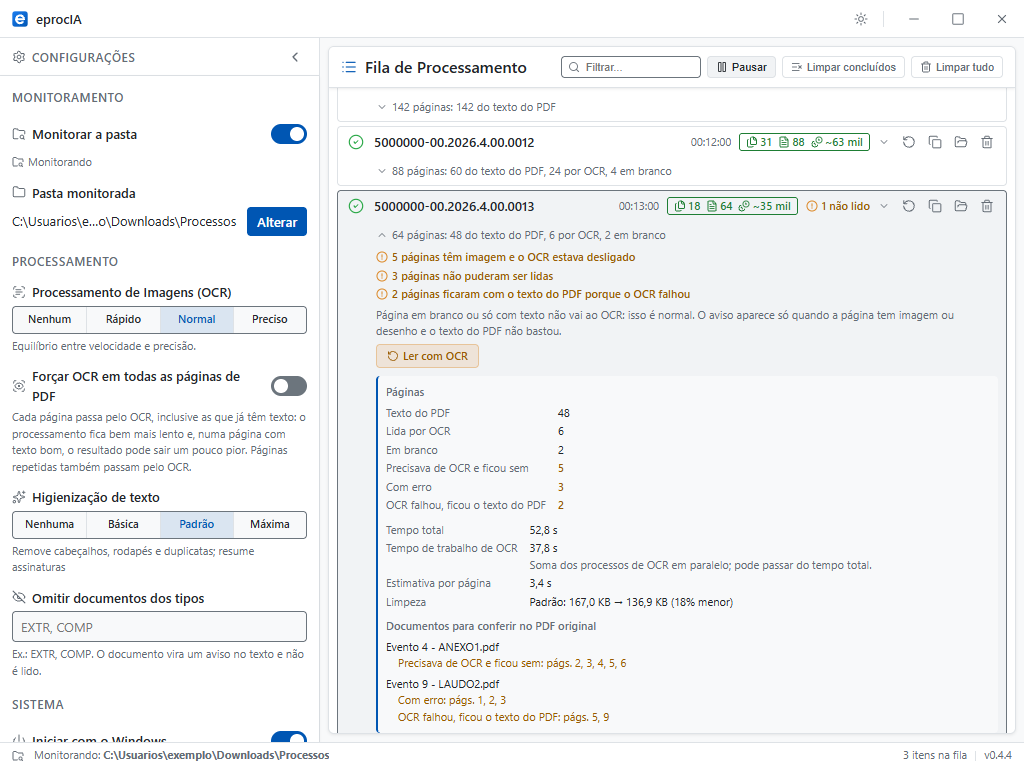 eprocIA
CONFIGURAÇÕES
MONITORAMENTO
Monitorar a pasta
Monitorando
Pasta monitorada
C:\Usuarios\e...o\Downloads\Processos
Alterar
PROCESSAMENTO
Processamento de Imagens (OCR)
Nenhum Rápido Normal Preciso
Equilíbrio entre velocidade e precisão.
Forçar OCR em todas as páginas de
PDF
Cada página passa pelo OCR, inclusive as que já têm texto: o
processamento fica bem mais lento e, numa página com
texto bom, o resultado pode sair um pouco pior. Páginas
repetidas também passam pelo OCR.
Higienização de texto
Nenhuma Básica Padrão Máxima
Remove cabeçalhos, rodapés e duplicatas; resume
assinaturas
Omitir documentos dos tipos
EXTR, COMP
Ex.: EXTR, COMP. O documento vira um aviso no texto e não
é lido.
SISTEMA
Iniciar com o Windows
Fila de Processamento
Filtrar...
Pausar
Limpar concluídos
Limpar tudo
142 páginas: 142 do texto do PDF
5000000-00.2026.4.00.0012 00:12:00 31 88 ~63 mil
88 páginas: 60 do texto do PDF, 24 por OCR, 4 em branco
5000000-00.2026.4.00.0013 00:13:00 18 64 ~35 mil 1 não lido
64 páginas: 48 do texto do PDF, 6 por OCR, 2 em branco
5 páginas têm imagem e o OCR estava desligado
3 páginas não puderam ser lidas
2 páginas ficaram com o texto do PDF porque o OCR falhou
Página em branco ou só com texto não vai ao OCR: isso é normal. O aviso aparece só quando a página tem imagem ou
desenho e o texto do PDF não bastou.
Ler com OCR
Páginas
Texto do PDF 48
Lida por OCR 6
Em branco 2
Precisava de OCR e ficou sem 5
Com erro 3
OCR falhou, ficou o texto do PDF 2
Tempo total 52,8 s
Tempo de trabalho de OCR 37,8 s
Soma dos processos de OCR em paralelo; pode passar do tempo total.
Estimativa por página 3,4 s
Limpeza Padrão: 167,0 KB → 136,9 KB (18% menor)
Documentos para conferir no PDF original
Evento 4 - ANEXO1.pdf
Precisava de OCR e ficou sem: págs. 2, 3, 4, 5, 6
Evento 9 - LAUDO2.pdf
Com erro: págs. 1, 2, 3
OCR falhou, ficou o texto do PDF: págs. 5, 9
Monitorando: C:\Usuarios\exemplo\Downloads\Processos
3 itens na fila v0.4.4